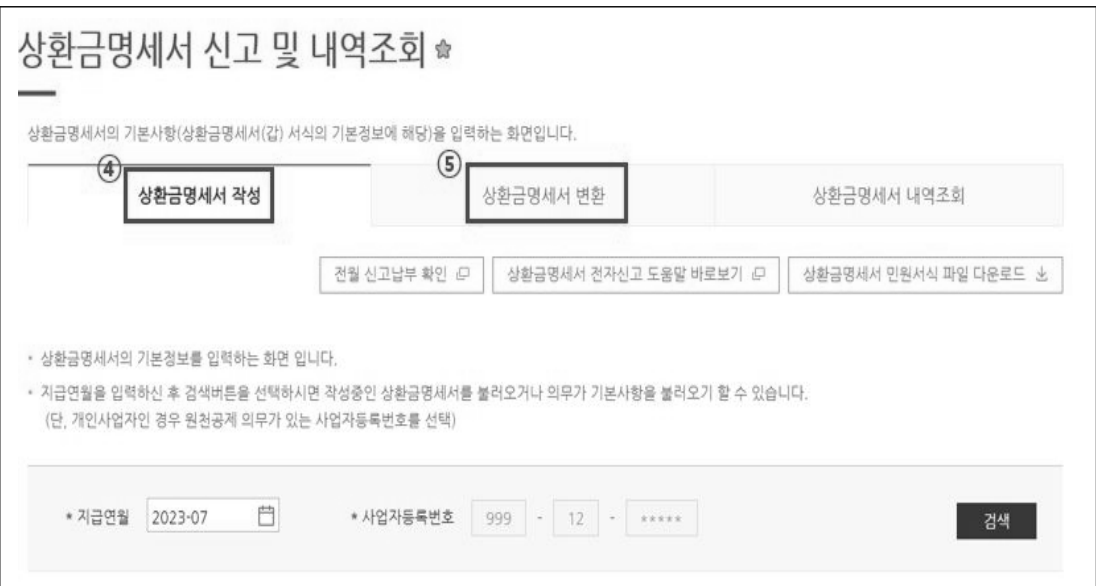 상환금명세서 신고 및 내역조회
상환금명세서의 기본사항(상환금명세서(갑) 서식의 기본정보에 해당)을 입력하는 화면입니다.
④ 상환금명세서 작성 ⑤ 상환금명세서 변환 상환금명세서 내역조회
전월 신고납부 확인 상환금명세서 전자신고 도움말 바로보기 상환금명세서 민원서식 파일 다운로드
• 상환금명세서의 기본정보를 입력하는 화면 입니다.
• 지급연월을 입력하신 후 검색버튼을 선택하시면 작성중인 상환금명세서를 불러오거나 의무가 기본사항을 불러오기 할 수 있습니다.
(단, 개인사업자인 경우 원천공제 의무가 있는 사업자등록번호를 선택)
* 지급연월 2023-07 * 사업자등록번호 999 - 12 - ***** 검색